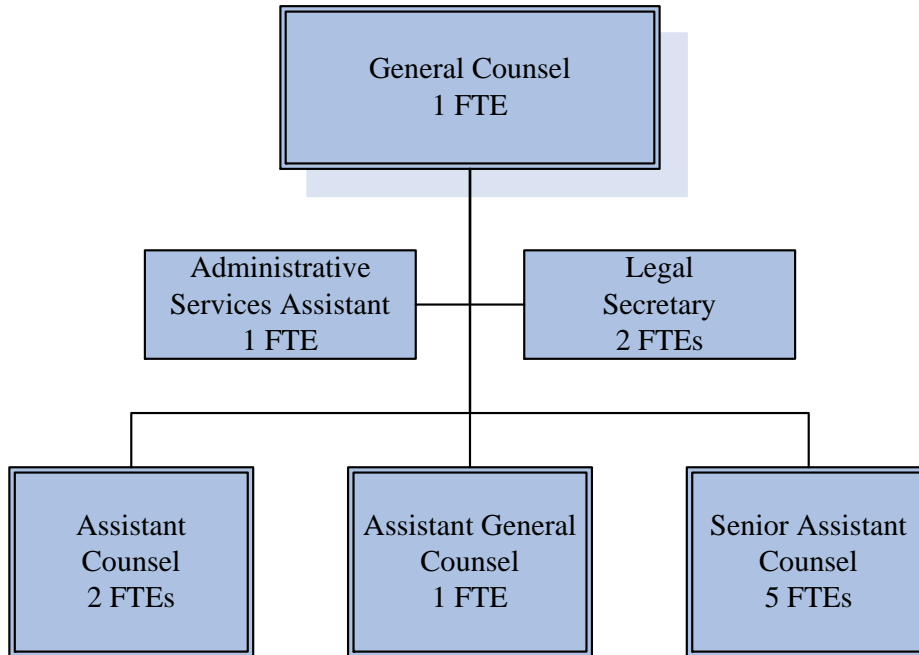 General Counsel
1 FTE
Administrative
Services Assistant
1 FTE
Legal
Secretary
2 FTEs
Assistant
Counsel
2 FTEs
Assistant General
Counsel
1 FTE
Senior Assistant
Counsel
5 FTEs